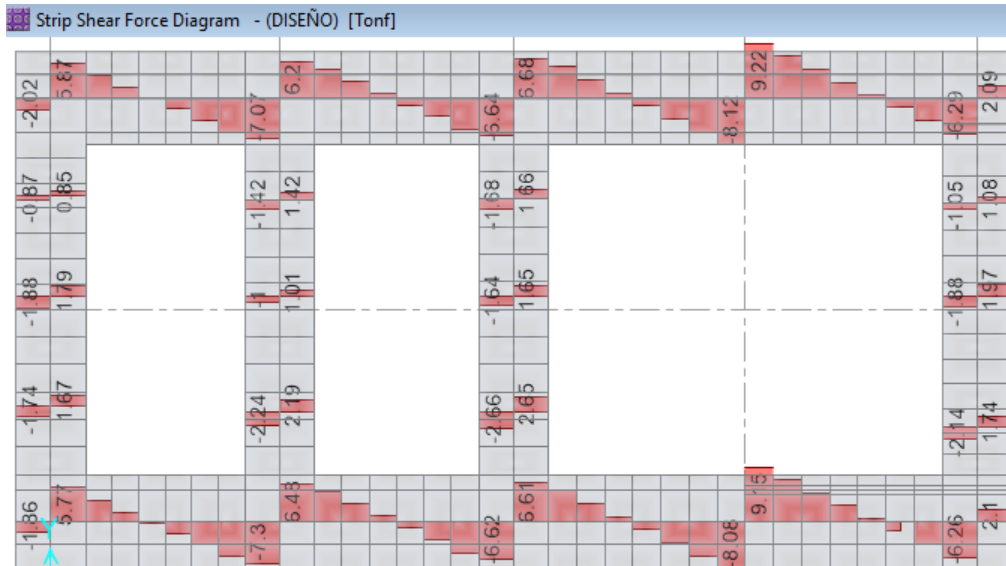 Strip Shear Force Diagram - (DISEÑO) [Tonf]
-2.02 5.87 -7.07 6.2 -6.64 6.68 -8.12 9.22 -6.29 2.09
-0.87 0.85 -1.42 1.42 -1.68 1.66 -1.05 1.08
-1.88 1.79 -1 1.01 -1.64 1.65 -1.88 1.97
-1.74 1.67 -2.24 2.19 -2.66 2.65 -2.14 1.74
-1.86 5.77 -7.3 6.43 -6.62 6.61 -8.08 9.15 -6.26 2.1
Y